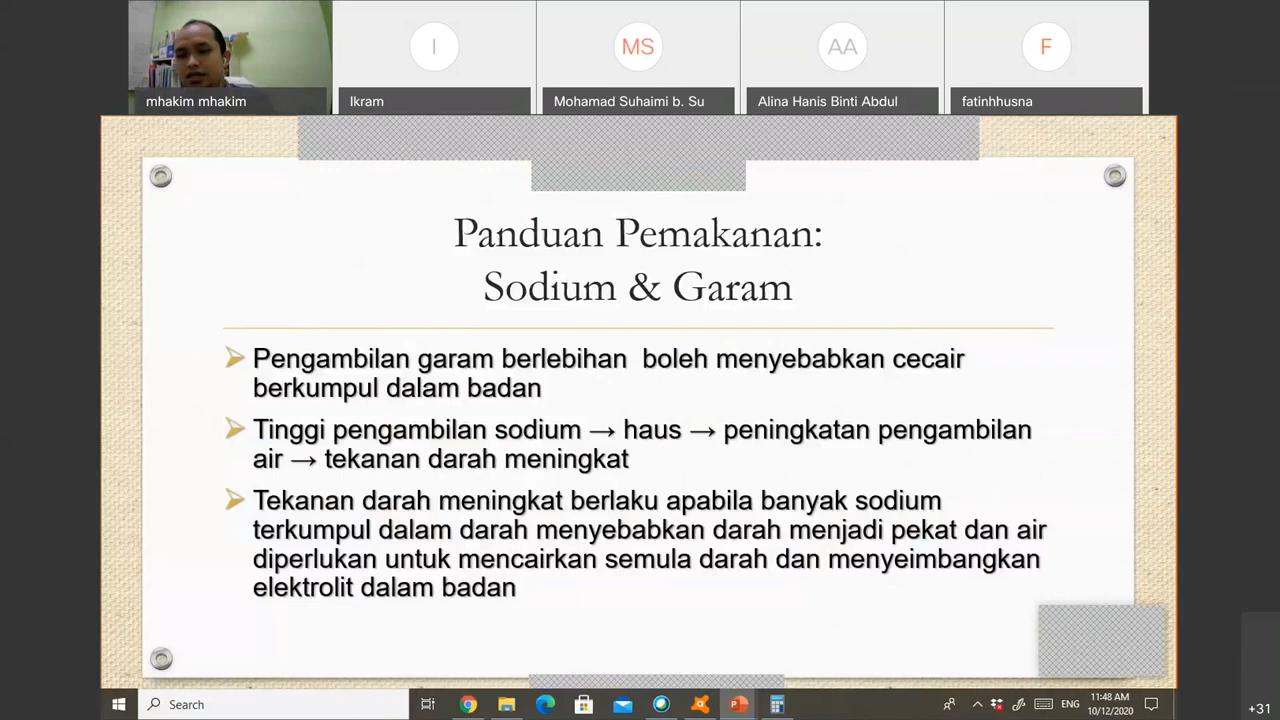 mhakim mhakim
I
Ikram
MS
Mohamad Suhaimi b. Su
AA
Alina Hanis Binti Abdul
F
fatinhhusna
Panduan Pemakanan:
Sodium & Garam
Pengambilan garam berlebihan boleh menyebabkan cecair
berkumpul dalam badan
Tinggi pengambilan sodium → haus → peningkatan pengambilan
air → tekanan darah meningkat
Tekanan darah meningkat berlaku apabila banyak sodium
terkumpul dalam darah menyebabkan darah menjadi pekat dan air
diperlukan untuk mencairkan semula darah dan menyeimbangkan
elektrolit dalam badan
Search
ENG
11:48 AM
10/12/2020
+31